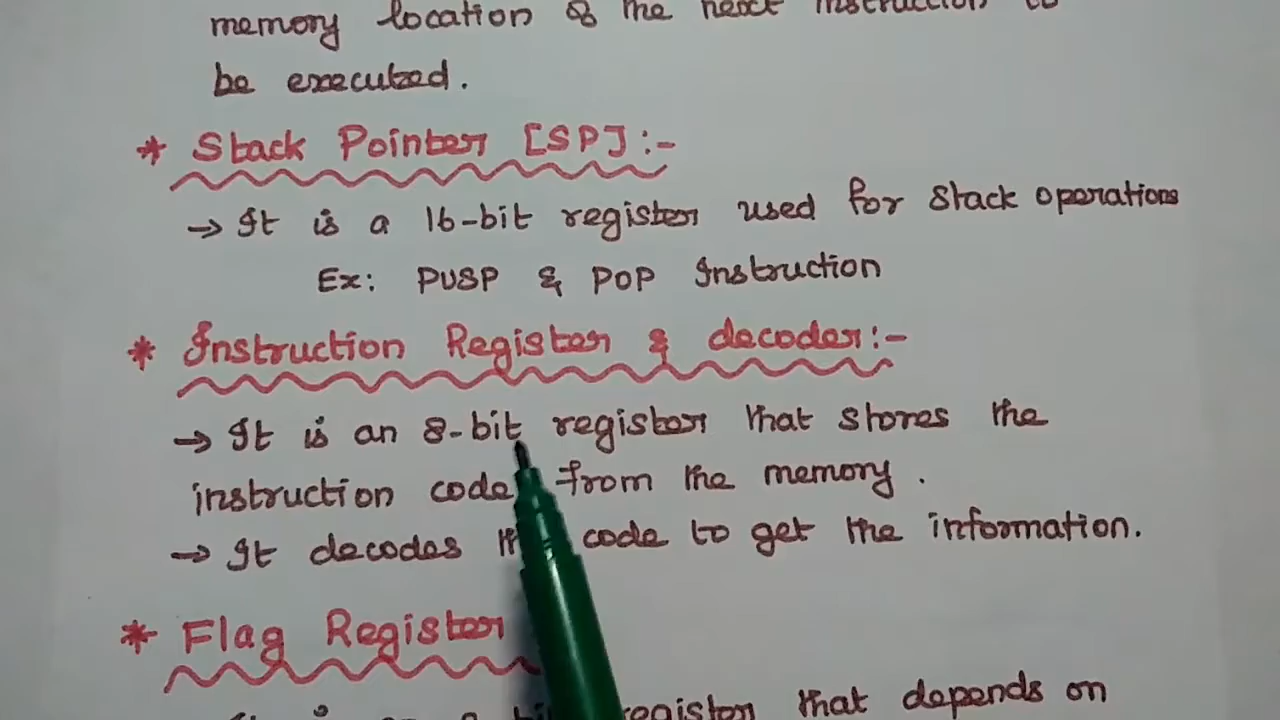 memory location of the next instruction to
be executed.
* Stack Pointer [SP]:-
→ It is a 16-bit register used for Stack operations
Ex: PUSP & POP Instruction
* Instruction Register & decoder:-
→ It is an 8-bit register that stores the
instruction code from the memory.
→ It decodes the code to get the information.
* Flag Register
register that depends on